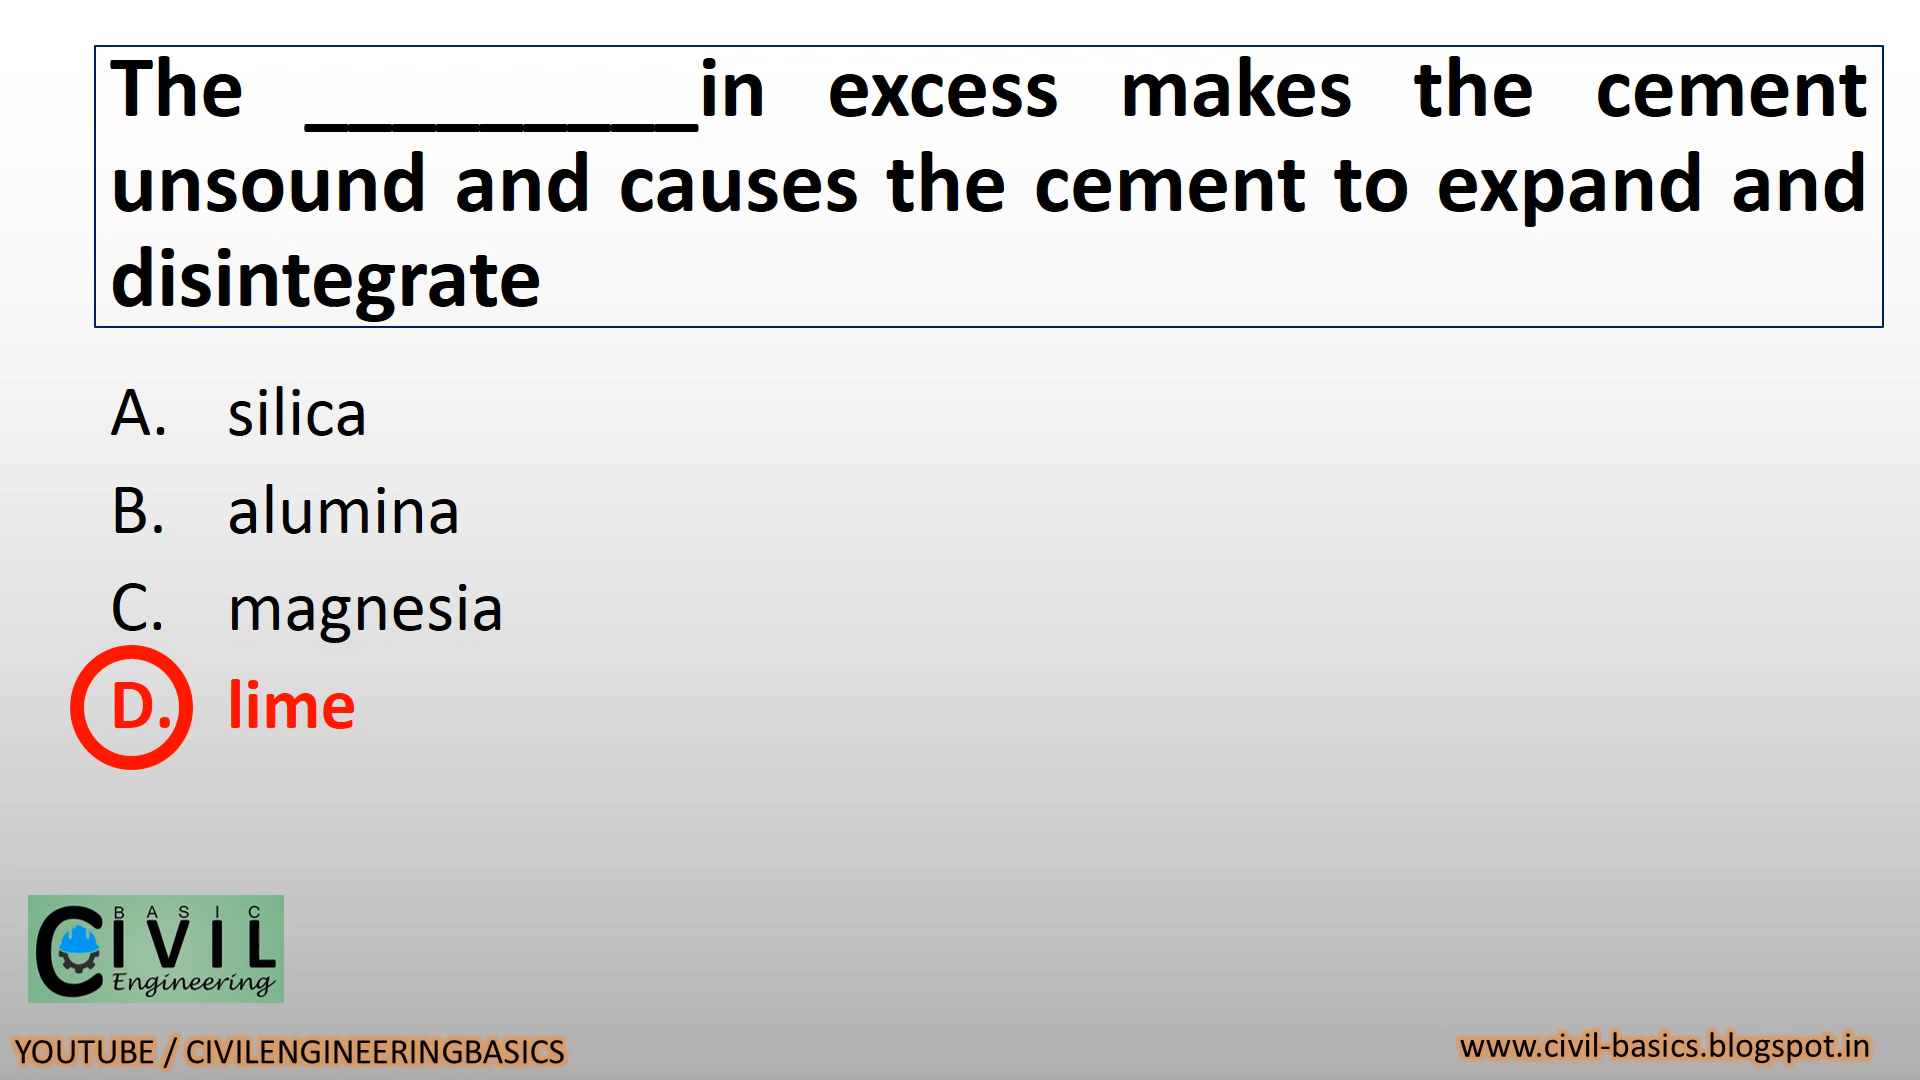 The _________in excess makes the cement
unsound and causes the cement to expand and
disintegrate
A. silica
B. alumina
C. magnesia
D. lime
BASIC
CIVIL
Engineering
YOUTUBE / CIVILENGINEERINGBASICS
www.civil-basics.blogspot.in